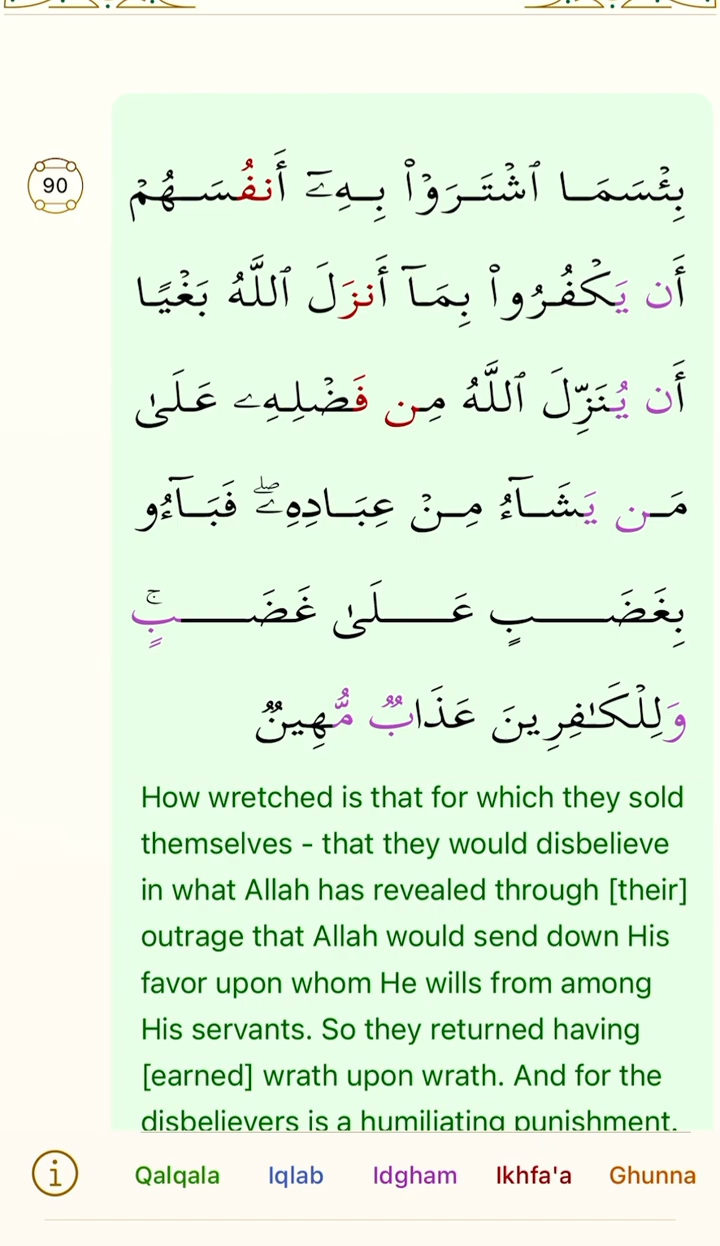 90
بِئْسَمَا ٱشْتَرَوْا۟ بِهِۦٓ أَنفُسَهُمْ
أَن يَكْفُرُوا۟ بِمَآ أَنزَلَ ٱللَّهُ بَغْيًا
أَن يُنَزِّلَ ٱللَّهُ مِن فَضْلِهِۦ عَلَىٰ
مَن يَشَآءُ مِنْ عِبَادِهِۦ ۖ فَبَآءُو
بِغَضَبٍ عَلَىٰ غَضَبٍ ۚ
وَلِلْكَـٰفِرِينَ عَذَابٌ مُّهِينٌ
How wretched is that for which they sold
themselves - that they would disbelieve
in what Allah has revealed through [their]
outrage that Allah would send down His
favor upon whom He wills from among
His servants. So they returned having
[earned] wrath upon wrath. And for the
disbelievers is a humiliating punishment.
i Qalqala Iqlab Idgham Ikhfa'a Ghunna